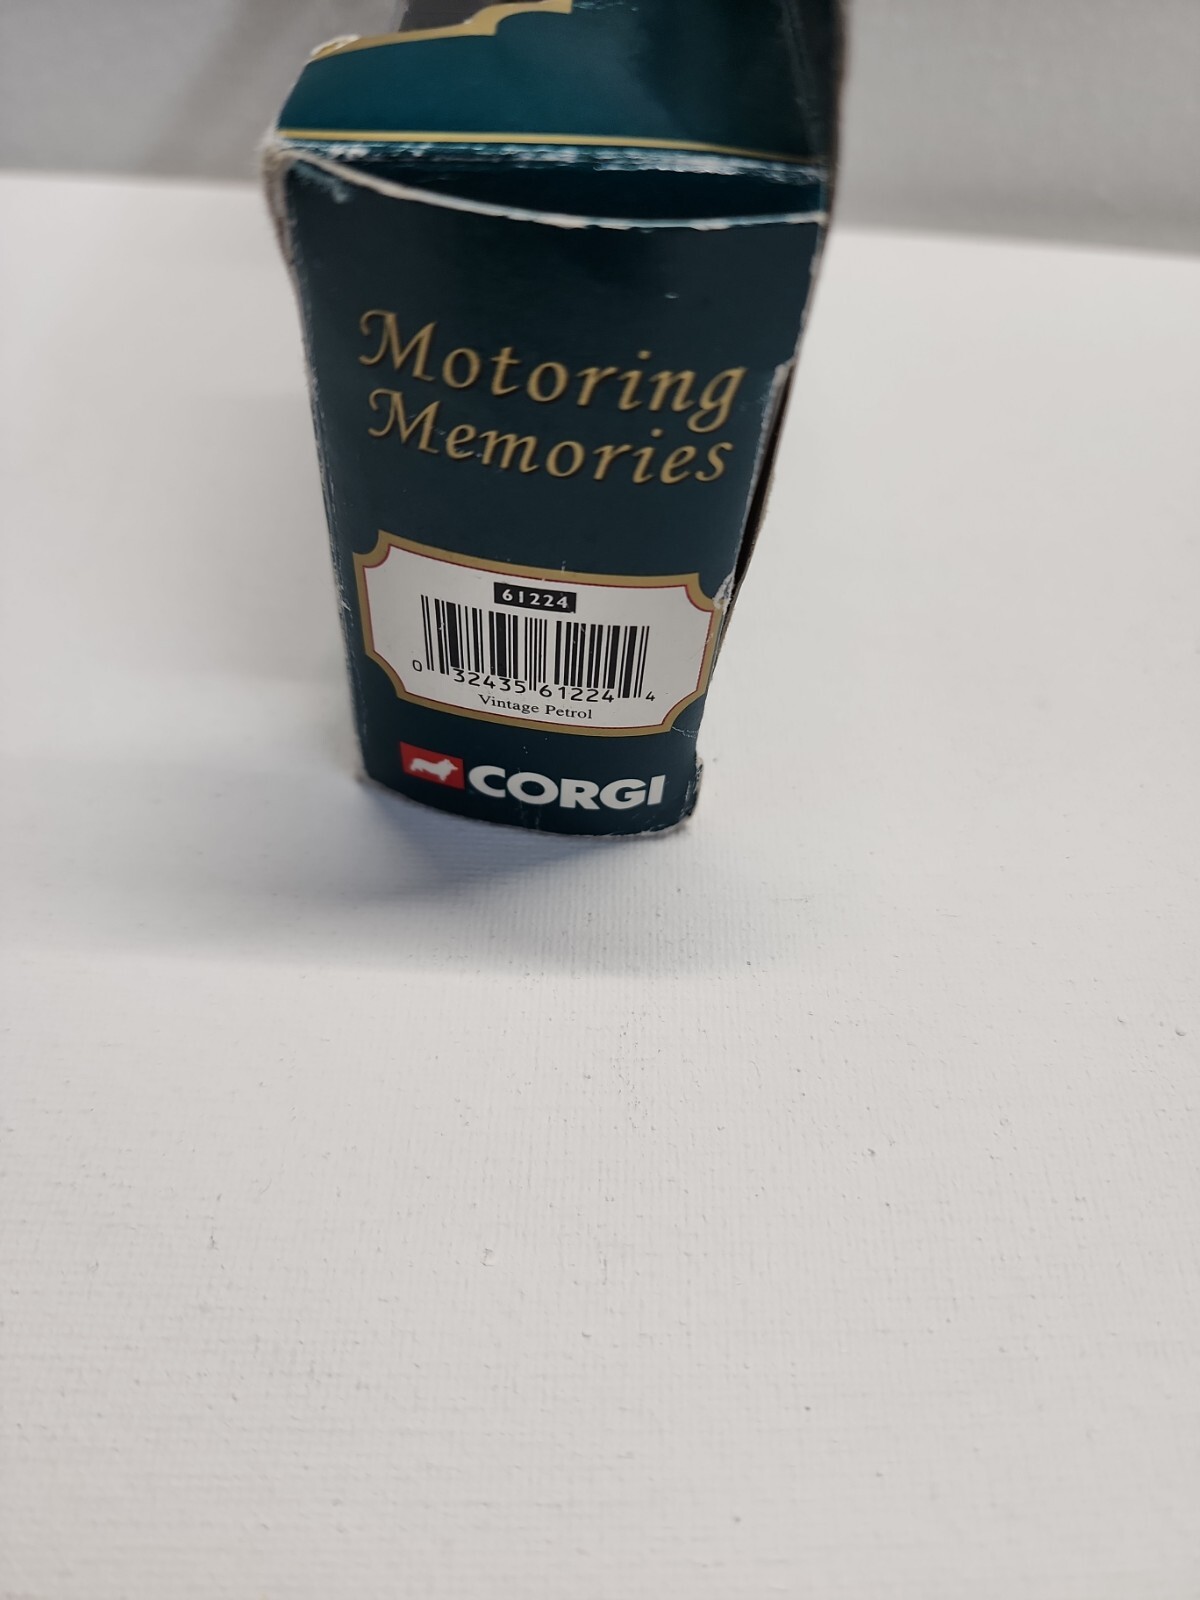 Motoring
Memories
61224
0 32435 61224 4
Vintage Petrol
CORGI